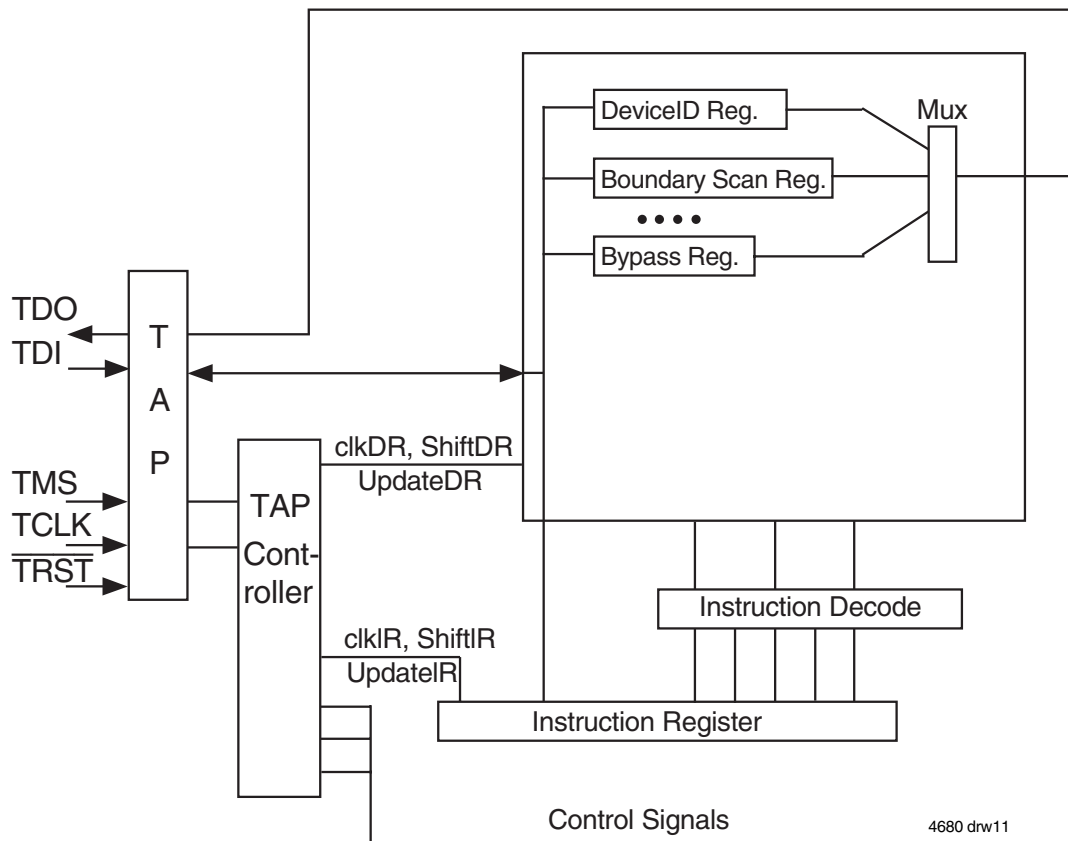 DeviceID Reg.
Mux
Boundary Scan Reg.
Bypass Reg.
TDO
TDI
T
A
P
TMS
TCLK
TRST
TAP
Cont-
roller
clkDR, ShiftDR
UpdateDR
Instruction Decode
clkIR, ShiftIR
UpdateIR
Instruction Register
Control Signals
4680 drw11